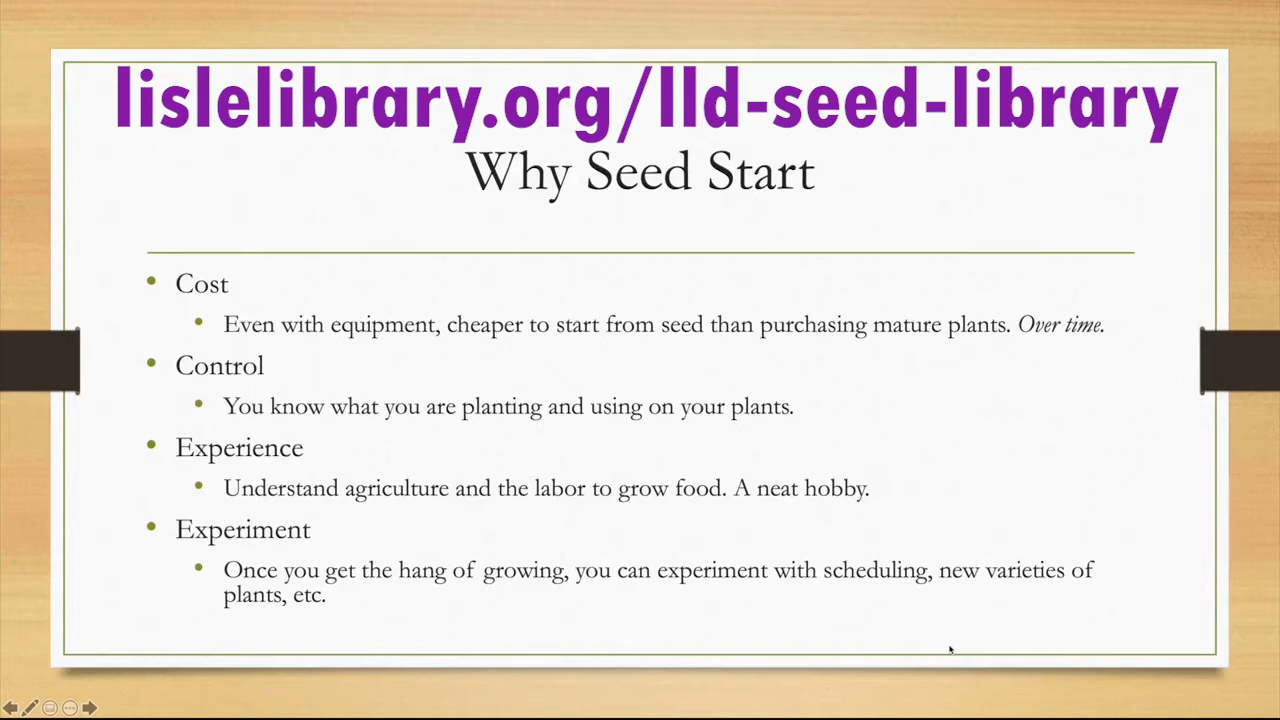 lislelibrary.org/lld-seed-library
Why Seed Start
• Cost
• Even with equipment, cheaper to start from seed than purchasing mature plants. Over time.
• Control
• You know what you are planting and using on your plants.
• Experience
• Understand agriculture and the labor to grow food. A neat hobby.
• Experiment
• Once you get the hang of growing, you can experiment with scheduling, new varieties of
plants, etc.